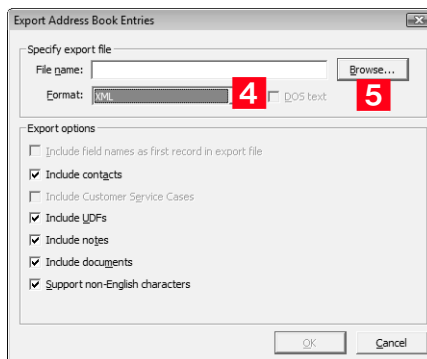 Export Address Book Entries
Specify export file
File name:
Browse...
Format:
XML
4
DOS text
5
Export options
Include field names as first record in export file
Include contacts
Include Customer Service Cases
Include UDFs
Include notes
Include documents
Support non-English characters
OK
Cancel